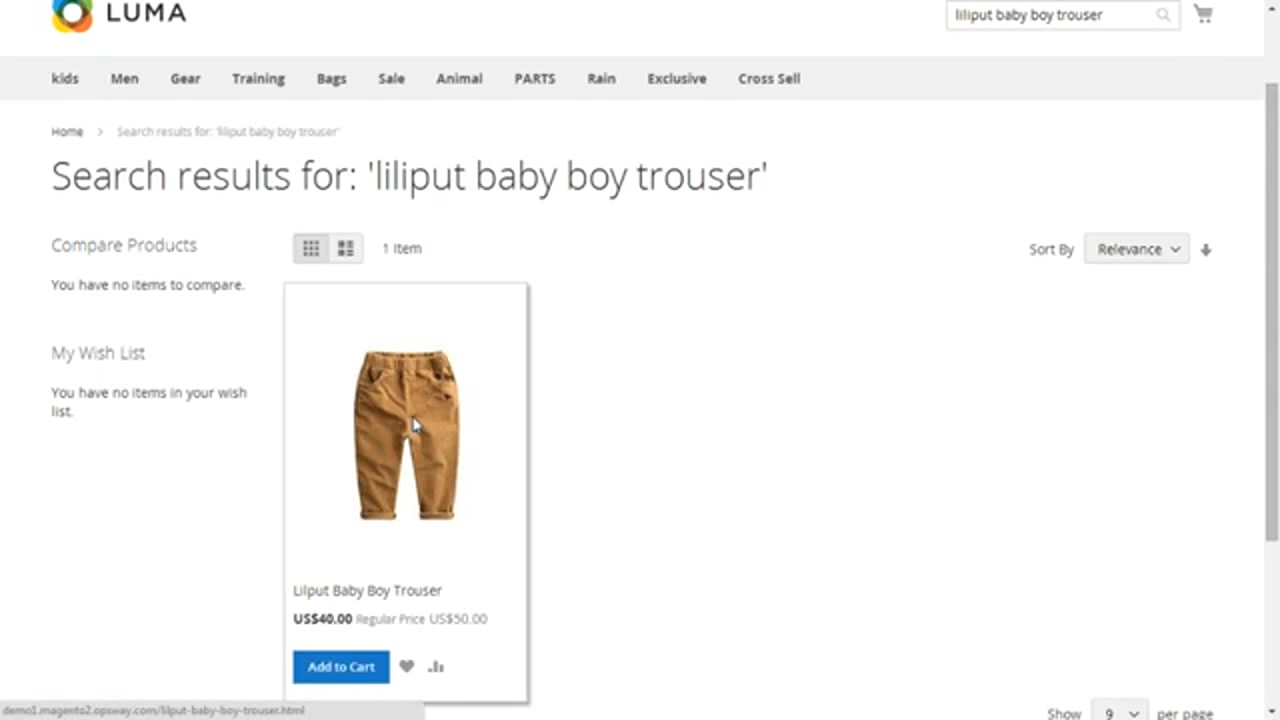 LUMA
liliput baby boy trouser
kids Men Gear Training Bags Sale Animal PARTS Rain Exclusive Cross Sell
Home > Search results for: 'liliput baby boy trouser'
Search results for: 'liliput baby boy trouser'
Compare Products
1 Item
Sort By Relevance
You have no items to compare.
My Wish List
You have no items in your wish
list.
Lilput Baby Boy Trouser
US$40.00 Regular Price US$50.00
Add to Cart
demo1.magento2.opsway.com/lilput-baby-boy-trouser.html
Show 9 per page